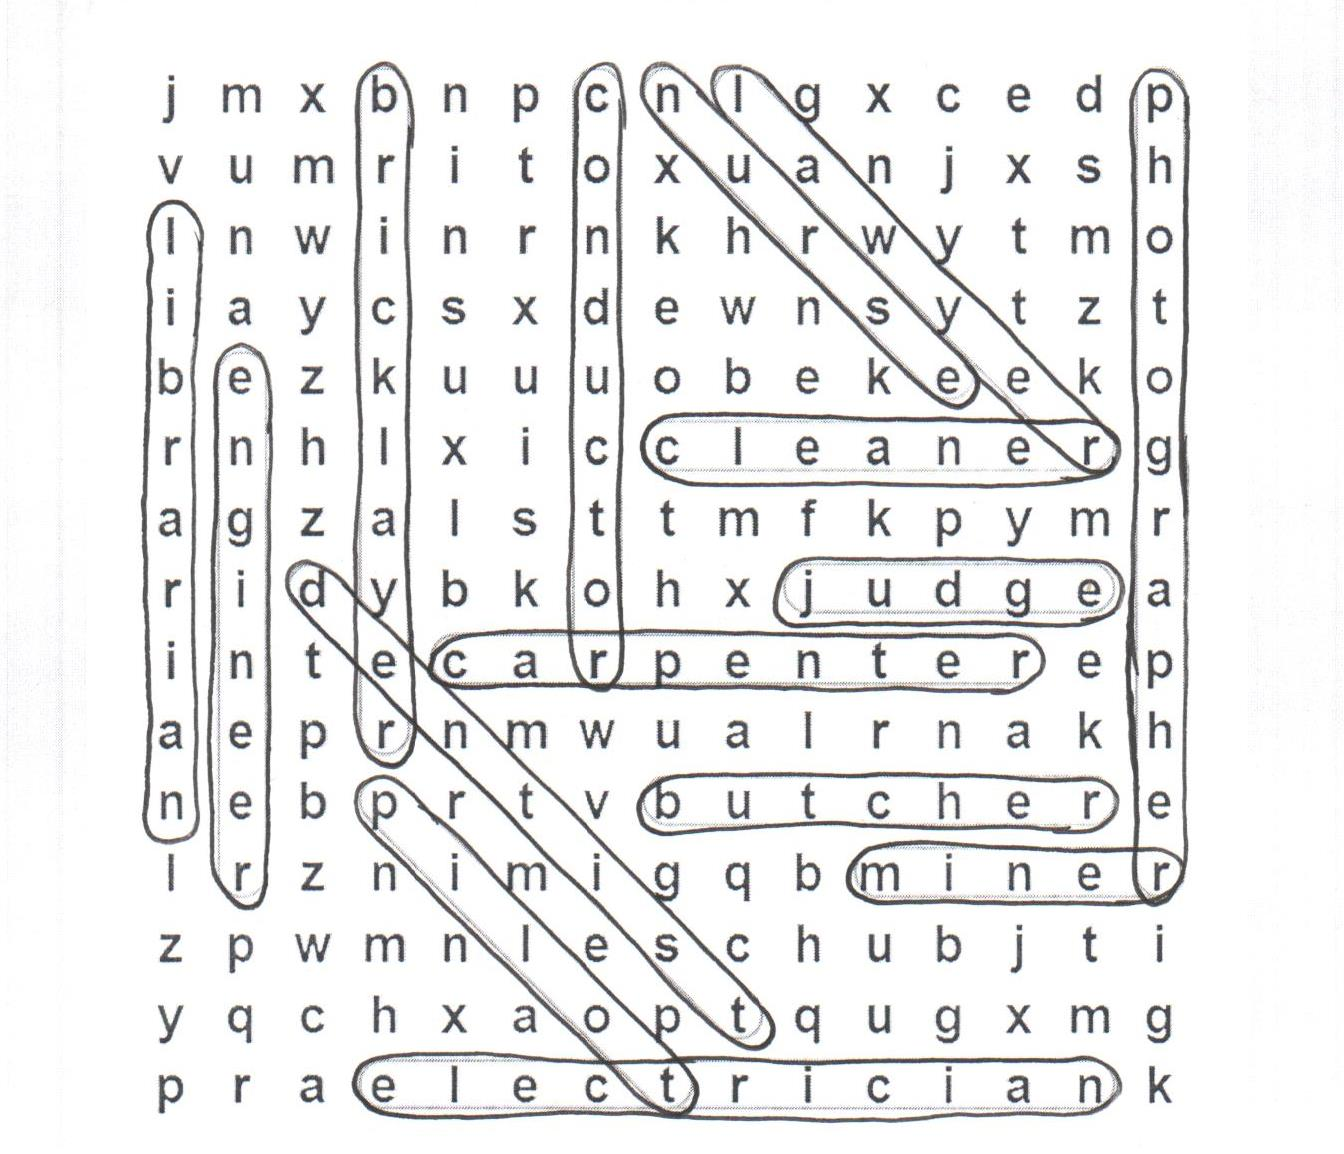 j m x b n p c n l g x c e d p
v u m r i t o x u a n j x s h
l n w i n r n k h r w y t m o
i a y c s x d e w n s y t z t
b e z k u u u o b e k e e k o
r n h l x i c c l e a n e r g
a g z a l s t t m f k p y m r
r i d y b k o h x j u d g e a
i n t e c a r p e n t e r e p
a e p r n m w u a l r n a k h
n e b p r t v b u t c h e r e
l r z n i m i g q b m i n e r
z p w m n l e s c h u b j t i
y q c h x a o p t q u g x m g
p r a e l e c t r i c i a n k